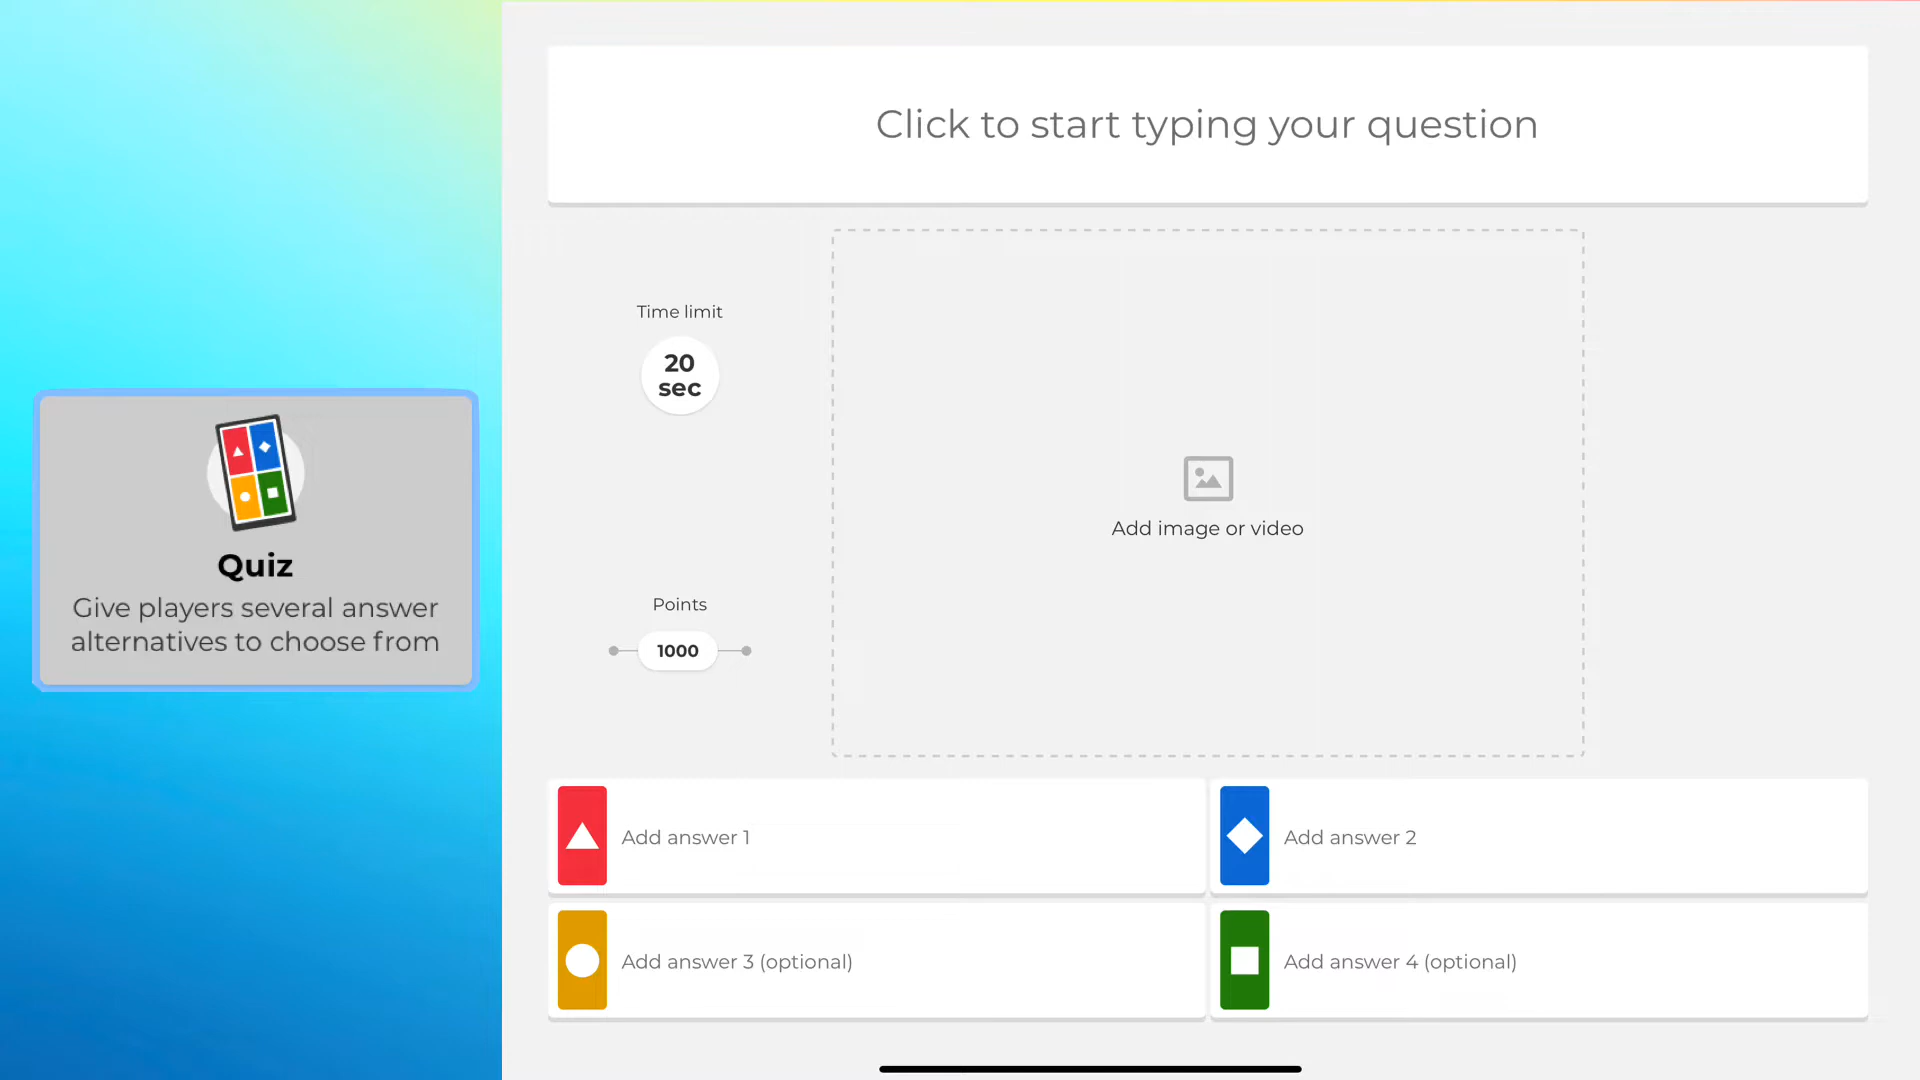 Quiz
Give players several answer
alternatives to choose from
Click to start typing your question
Time limit
20
sec
Add image or video
Points
1000
Add answer 1
Add answer 2
Add answer 3 (optional)
Add answer 4 (optional)